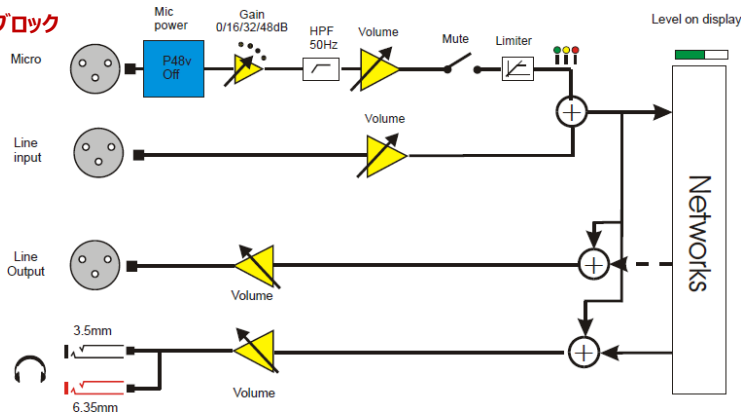 ブロック
Mic
power
Gain
0/16/32/48dB
HPF
50Hz
Volume
Mute
Limiter
Level on display
Micro
P48v
Off
Line
input
Volume
Networks
Line
Output
Volume
3.5mm
6.35mm
Volume